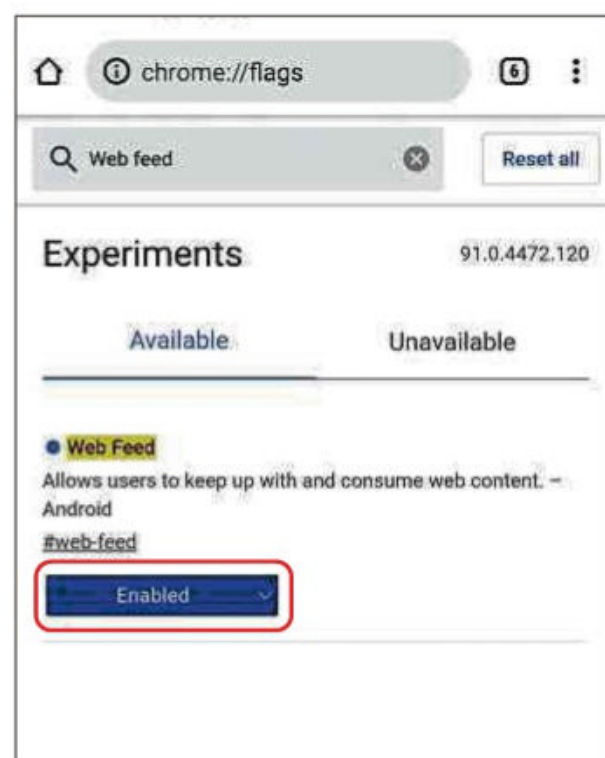 chrome://flags
6
Web feed
Reset all
Experiments
91.0.4472.120
Available
Unavailable
Web Feed
Allows users to keep up with and consume web content. –
Android
#web-feed
Enabled